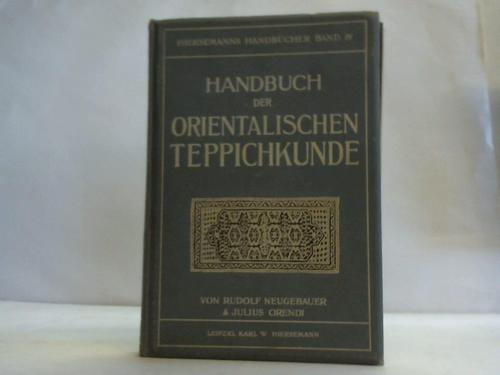 HIERSEMANNS HANDBÜCHER BAND IV
HANDBUCH
DER
ORIENTALISCHEN
TEPPICHKUNDE
VON RUDOLF NEUGEBAUER
& JULIUS ORENDI
LEIPZIG KARL W HIERSEMANN